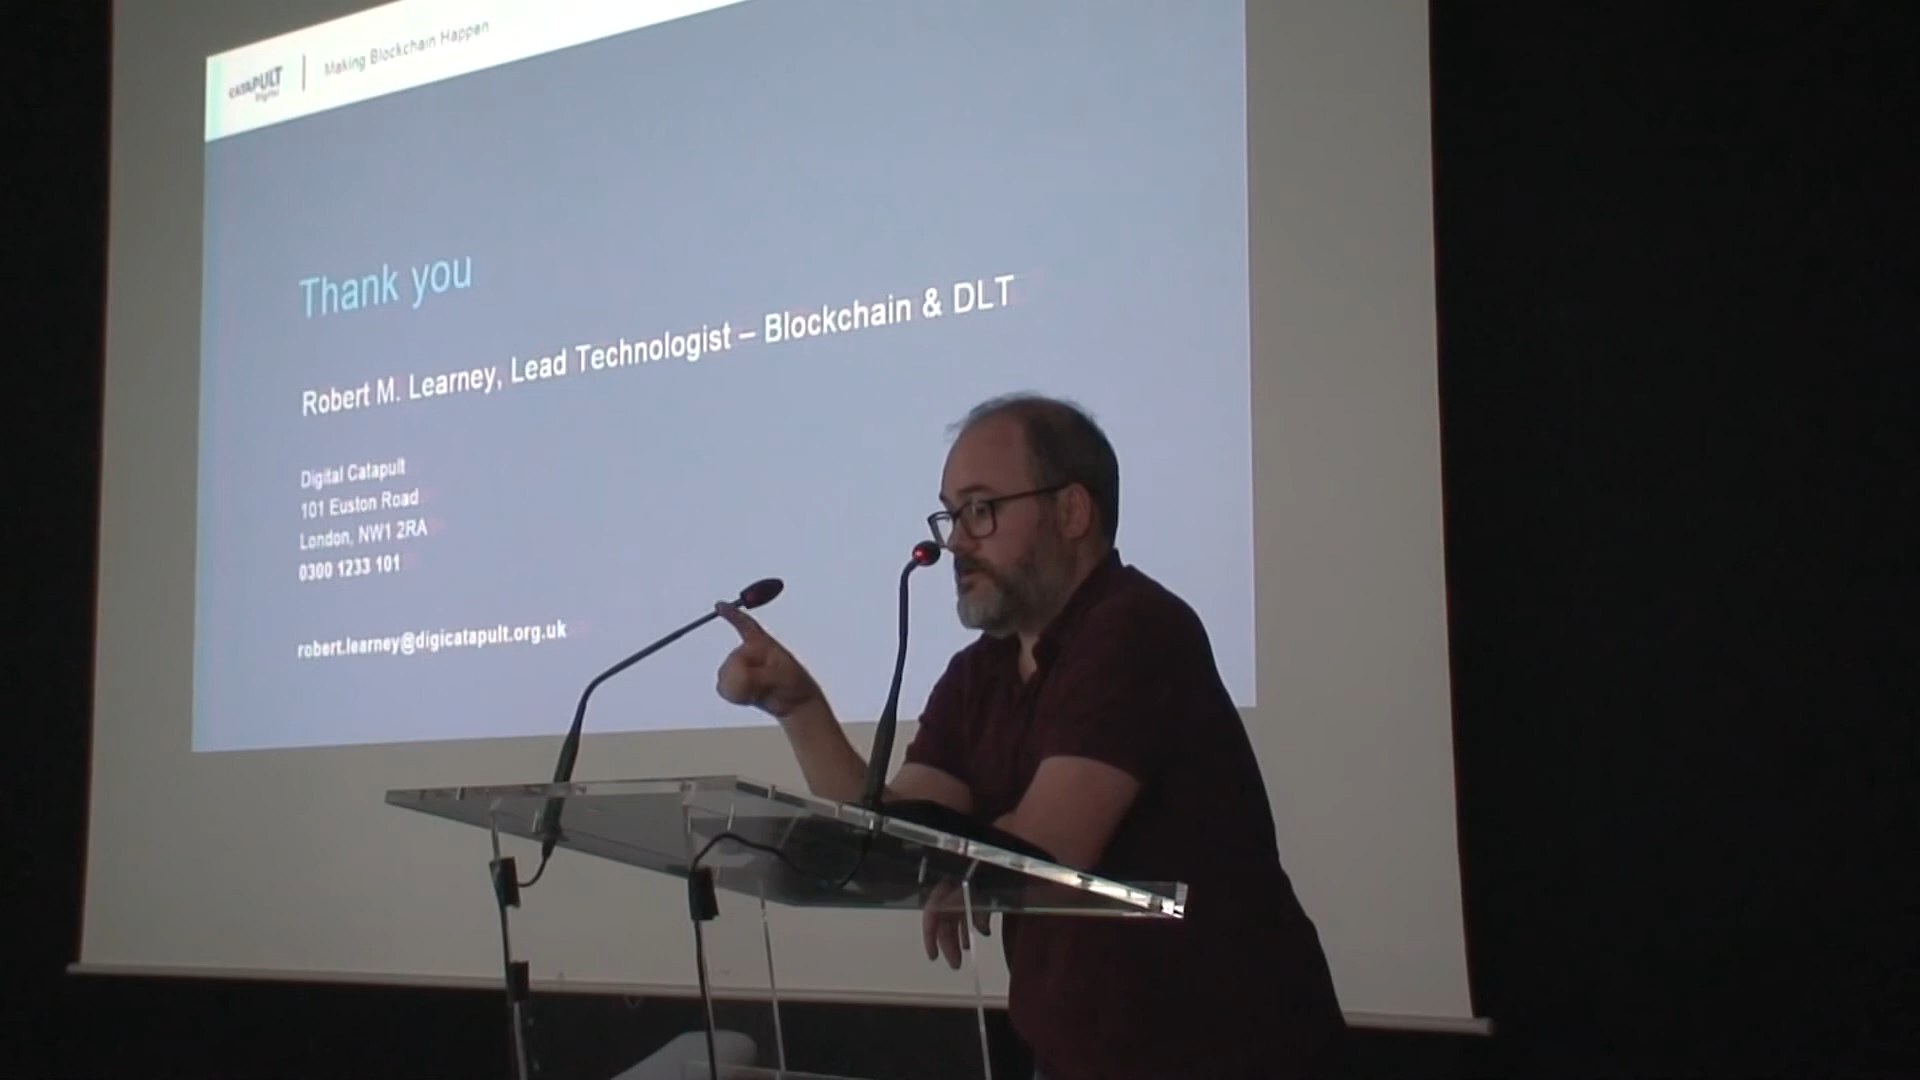 CATAPULT
Digital
Making Blockchain Happen
Thank you
Robert M. Learney, Lead Technologist – Blockchain & DLT
Digital Catapult
101 Euston Road
London, NW1 2RA
0300 1233 101
robert.learney@digicatapult.org.uk